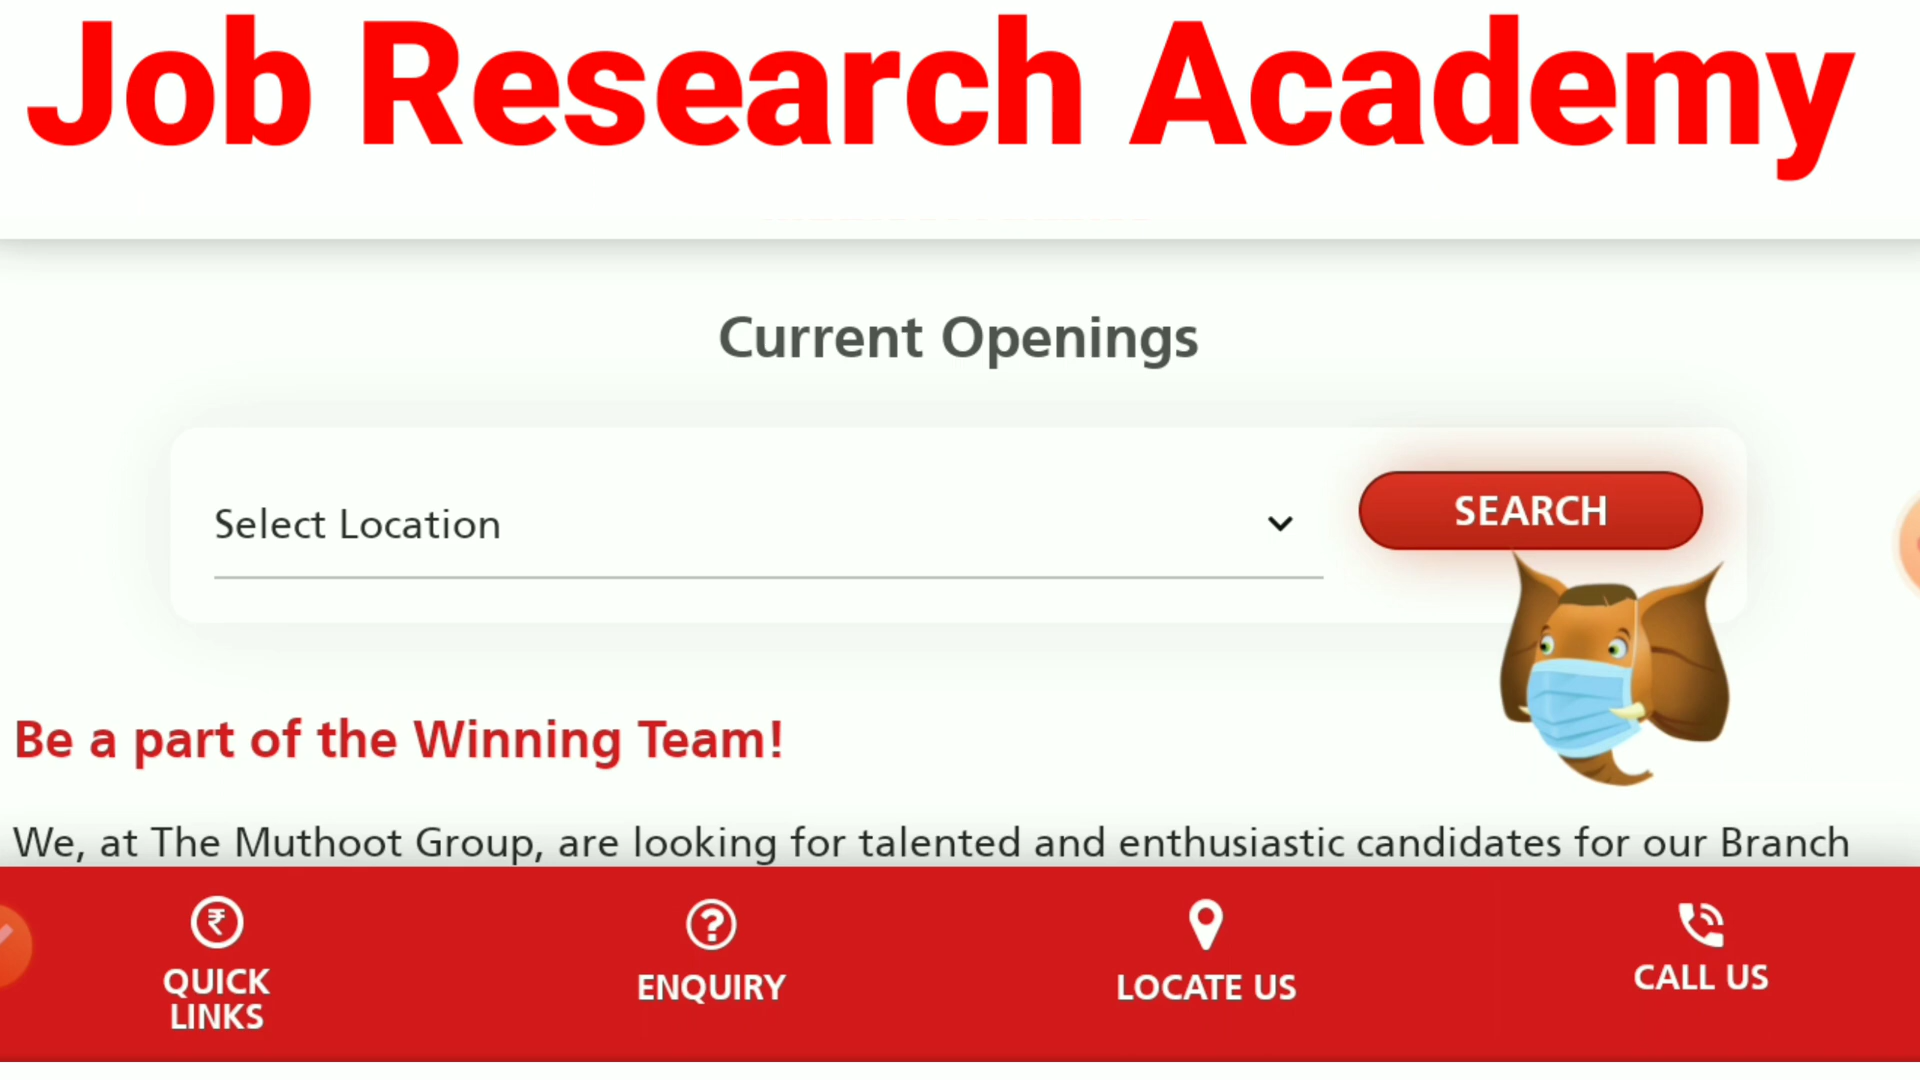 Job Research Academy
Current Openings
Select Location
SEARCH
Be a part of the Winning Team!
We, at The Muthoot Group, are looking for talented and enthusiastic candidates for our Branch
QUICK
LINKS
ENQUIRY
LOCATE US
CALL US